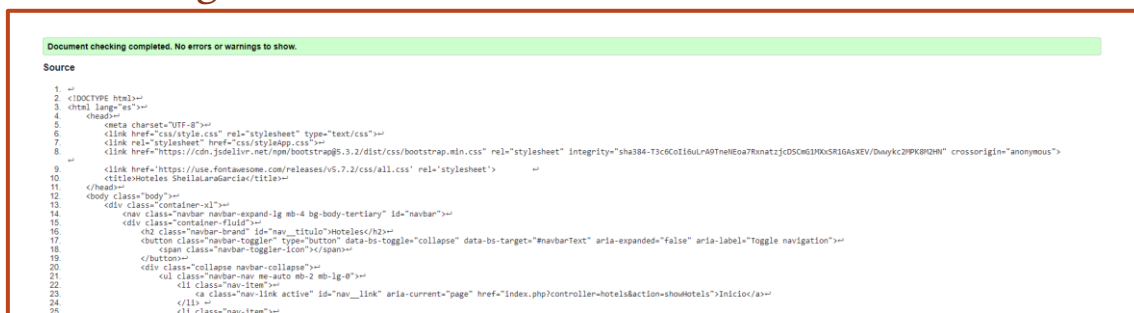 Document checking completed. No errors or warnings to show.
Source
1. ↩
2. <!DOCTYPE html>↩
3. <html lang="es">↩
4. <head>↩
5. <meta charset="UTF-8">↩
6. <link href="css/style.css" rel="stylesheet" type="text/css">↩
7. <link rel="stylesheet" href="css/styleApp.css">↩
8. <link href="https://cdn.jsdelivr.net/npm/bootstrap@5.3.2/dist/css/bootstrap.min.css" rel="stylesheet" integrity="sha384-T3c6CoIi6uLrA9TneNEoa7RxnatzjcDSCmG1MXxSR1GAsXEV/Dwwykc2MPK8M2HN" crossorigin="anonymous">
↩
9. <link href='https://use.fontawesome.com/releases/v5.7.2/css/all.css' rel='stylesheet'> ↩
10. <title>Hoteles SheilaLaraGarcia</title>↩
11. </head>↩
12. <body class="body">↩
13. <div class="container-xl">↩
14. <nav class="navbar navbar-expand-lg mb-4 bg-body-tertiary" id="navbar">↩
15. <div class="container-fluid">↩
16. <h2 class="navbar-brand" id="nav__titulo">Hoteles</h2>↩
17. <button class="navbar-toggler" type="button" data-bs-toggle="collapse" data-bs-target="#navbarText" aria-expanded="false" aria-label="Toggle navigation">↩
18. <span class="navbar-toggler-icon"></span>↩
19. </button>↩
20. <div class="collapse navbar-collapse">↩
21. <ul class="navbar-nav me-auto mb-2 mb-lg-0">↩
22. <li class="nav-item">↩
23. <a class="nav-link active" id="nav__link" aria-current="page" href="index.php?controller=hotels&action=showHotels">Inicio</a>↩
24. </li> ↩
25. <li class="nav-item">↩